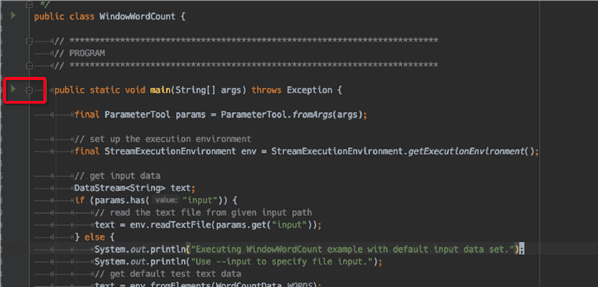 */
public class WindowWordCount {
// *************************************************************************
// PROGRAM
// *************************************************************************
public static void main(String[] args) throws Exception {
final ParameterTool params = ParameterTool.fromArgs(args);
// set up the execution environment
final StreamExecutionEnvironment env = StreamExecutionEnvironment.getExecutionEnvironment();
// get input data
DataStream<String> text;
if (params.has( value: "input")) {
// read the text file from given input path
text = env.readTextFile(params.get("input"));
} else {
System.out.println("Executing WindowWordCount example with default input data set.");
System.out.println("Use --input to specify file input.");
// get default test text data
text = env.fromElements(WordCountData.WORDS);